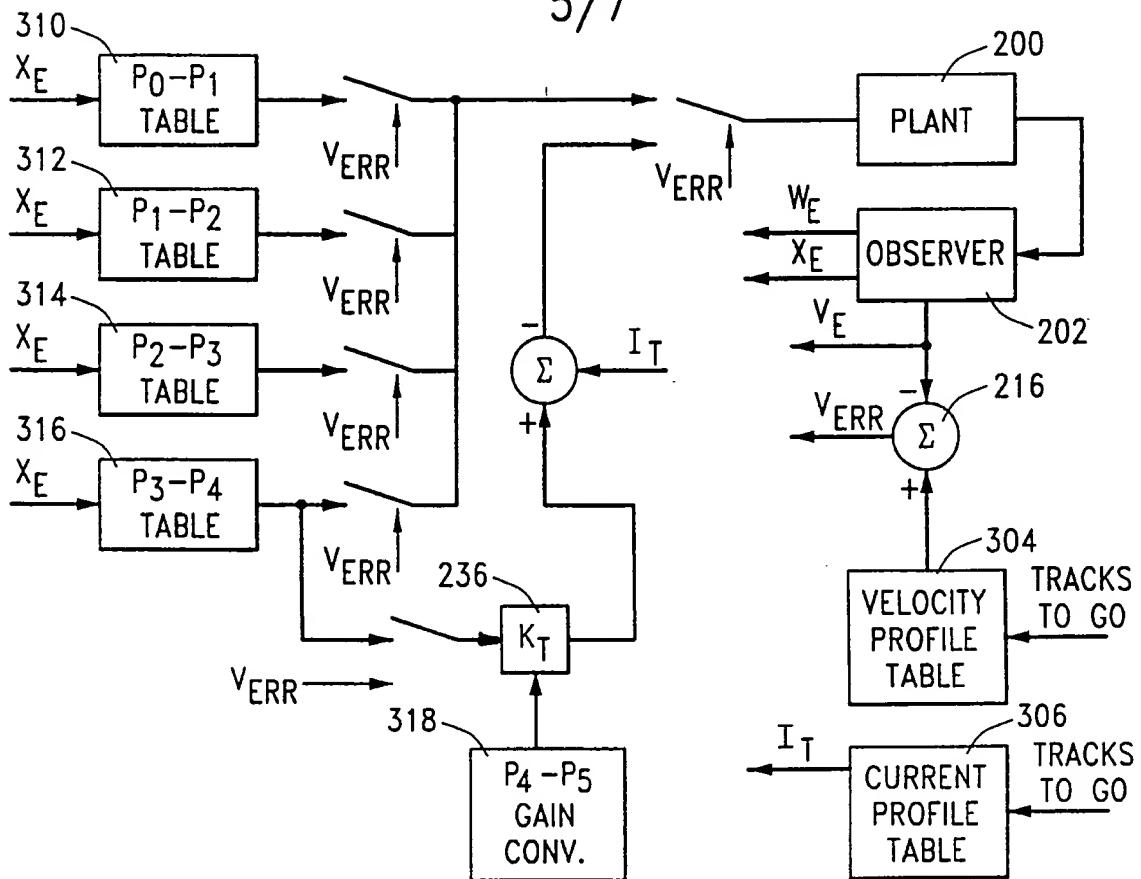 5/7
310
X_E
P_0-P_1
TABLE
V_ERR
312
X_E
P_1-P_2
TABLE
V_ERR
314
X_E
P_2-P_3
TABLE
V_ERR
316
X_E
P_3-P_4
TABLE
V_ERR
-
Σ
I_T
+
236
K_T
V_ERR
318
P_4-P_5
GAIN
CONV.
200
PLANT
V_ERR
W_E
X_E
OBSERVER
202
V_E
-
216
V_ERR
Σ
+
304
VELOCITY
PROFILE
TABLE
TRACKS
TO GO
306
I_T
CURRENT
PROFILE
TABLE
TRACKS
TO GO